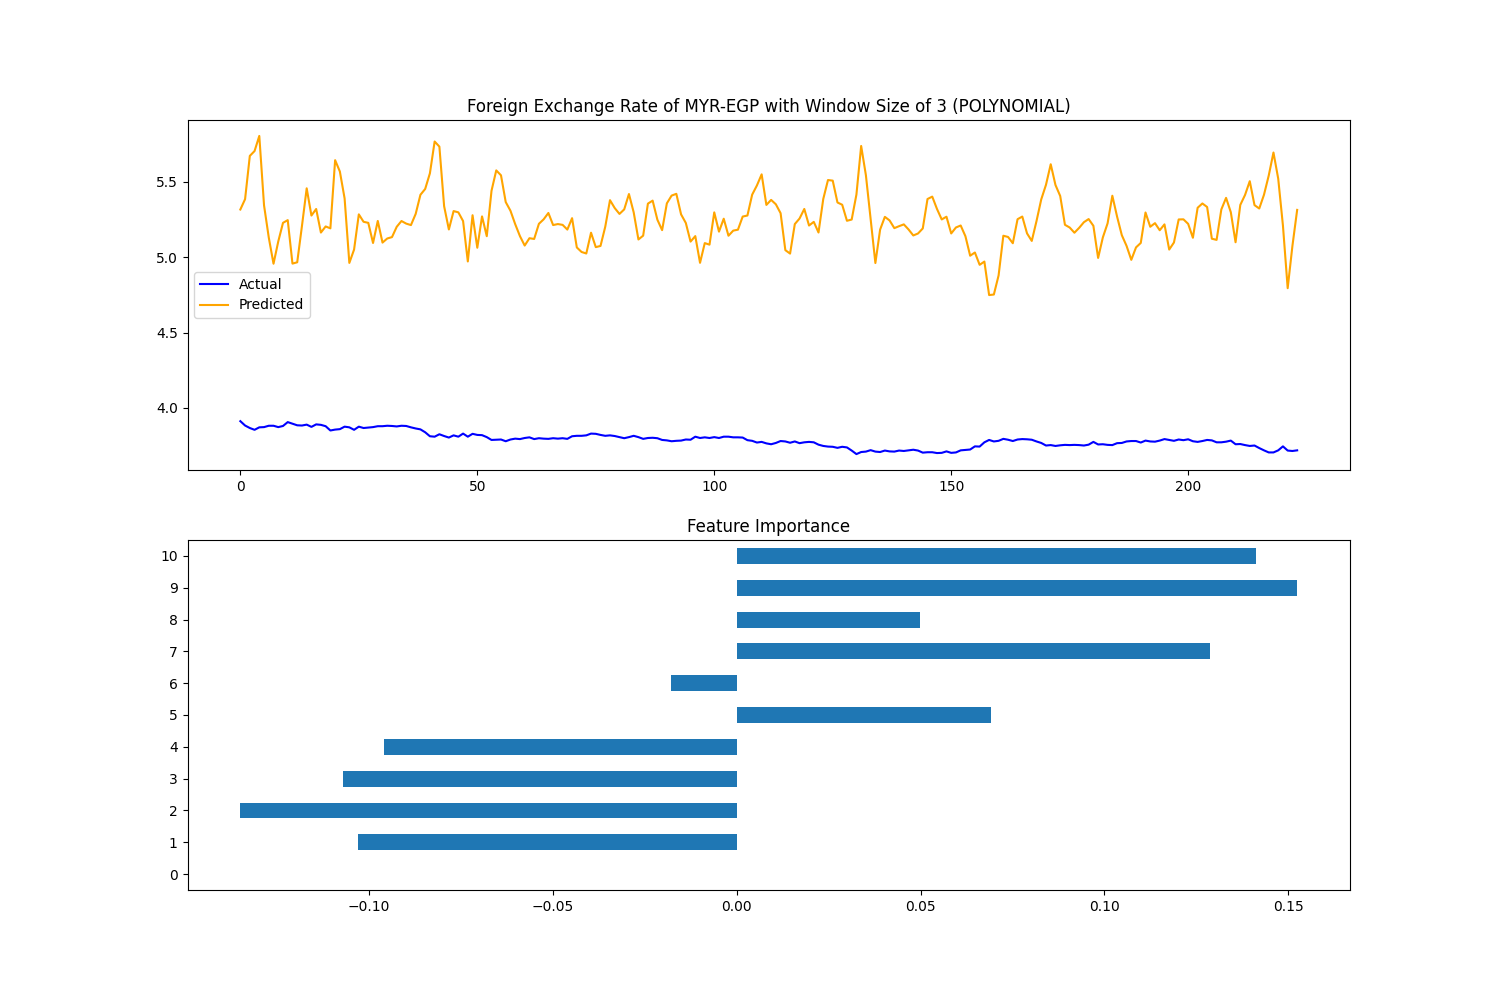 Foreign Exchange Rate of MYR-EGP with Window Size of 3 (POLYNOMIAL)
5.5
5.0
4.5
4.0
Actual
Predicted
0 50 100 150 200
Feature Importance
10
9
8
7
6
5
4
3
2
1
0
−0.10 −0.05 0.00 0.05 0.10 0.15